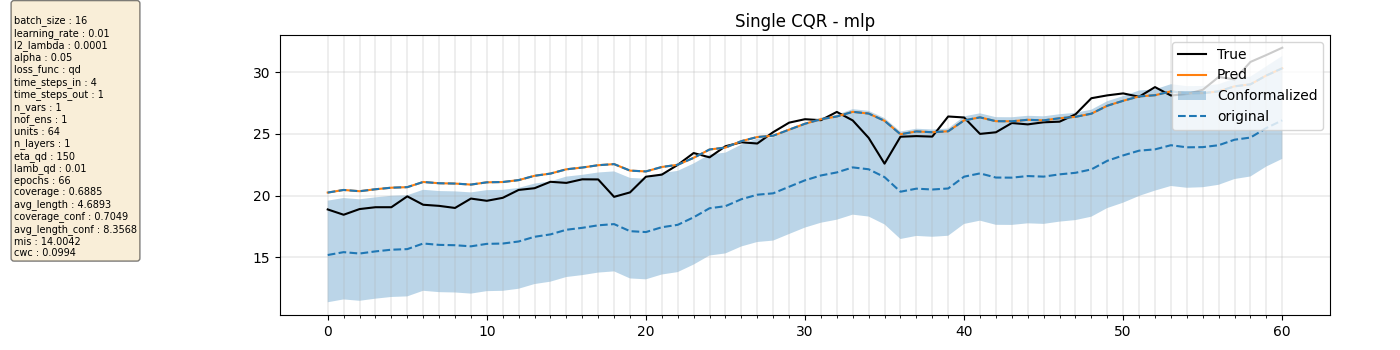 batch_size : 16
learning_rate : 0.01
l2_lambda : 0.0001
alpha : 0.05
loss_func : qd
time_steps_in : 4
time_steps_out : 1
n_vars : 1
nof_ens : 1
units : 64
n_layers : 1
eta_qd : 150
lamb_qd : 0.01
epochs : 66
coverage : 0.6885
avg_length : 4.6893
coverage_conf : 0.7049
avg_length_conf : 8.3568
mis : 14.0042
cwc : 0.0994
Single CQR - mlp
True
Pred
Conformalized
original
30
25
20
15
0 10 20 30 40 50 60